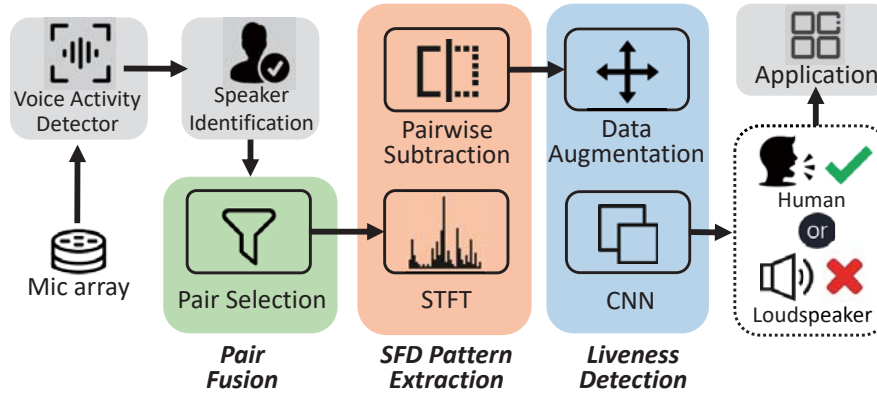 Voice Activity
Detector
Speaker
Identification
Mic array
Pair Selection
Pair
Fusion
Pairwise
Subtraction
STFT
SFD Pattern
Extraction
Data
Augmentation
CNN
Liveness
Detection
Application
Human
or
Loudspeaker